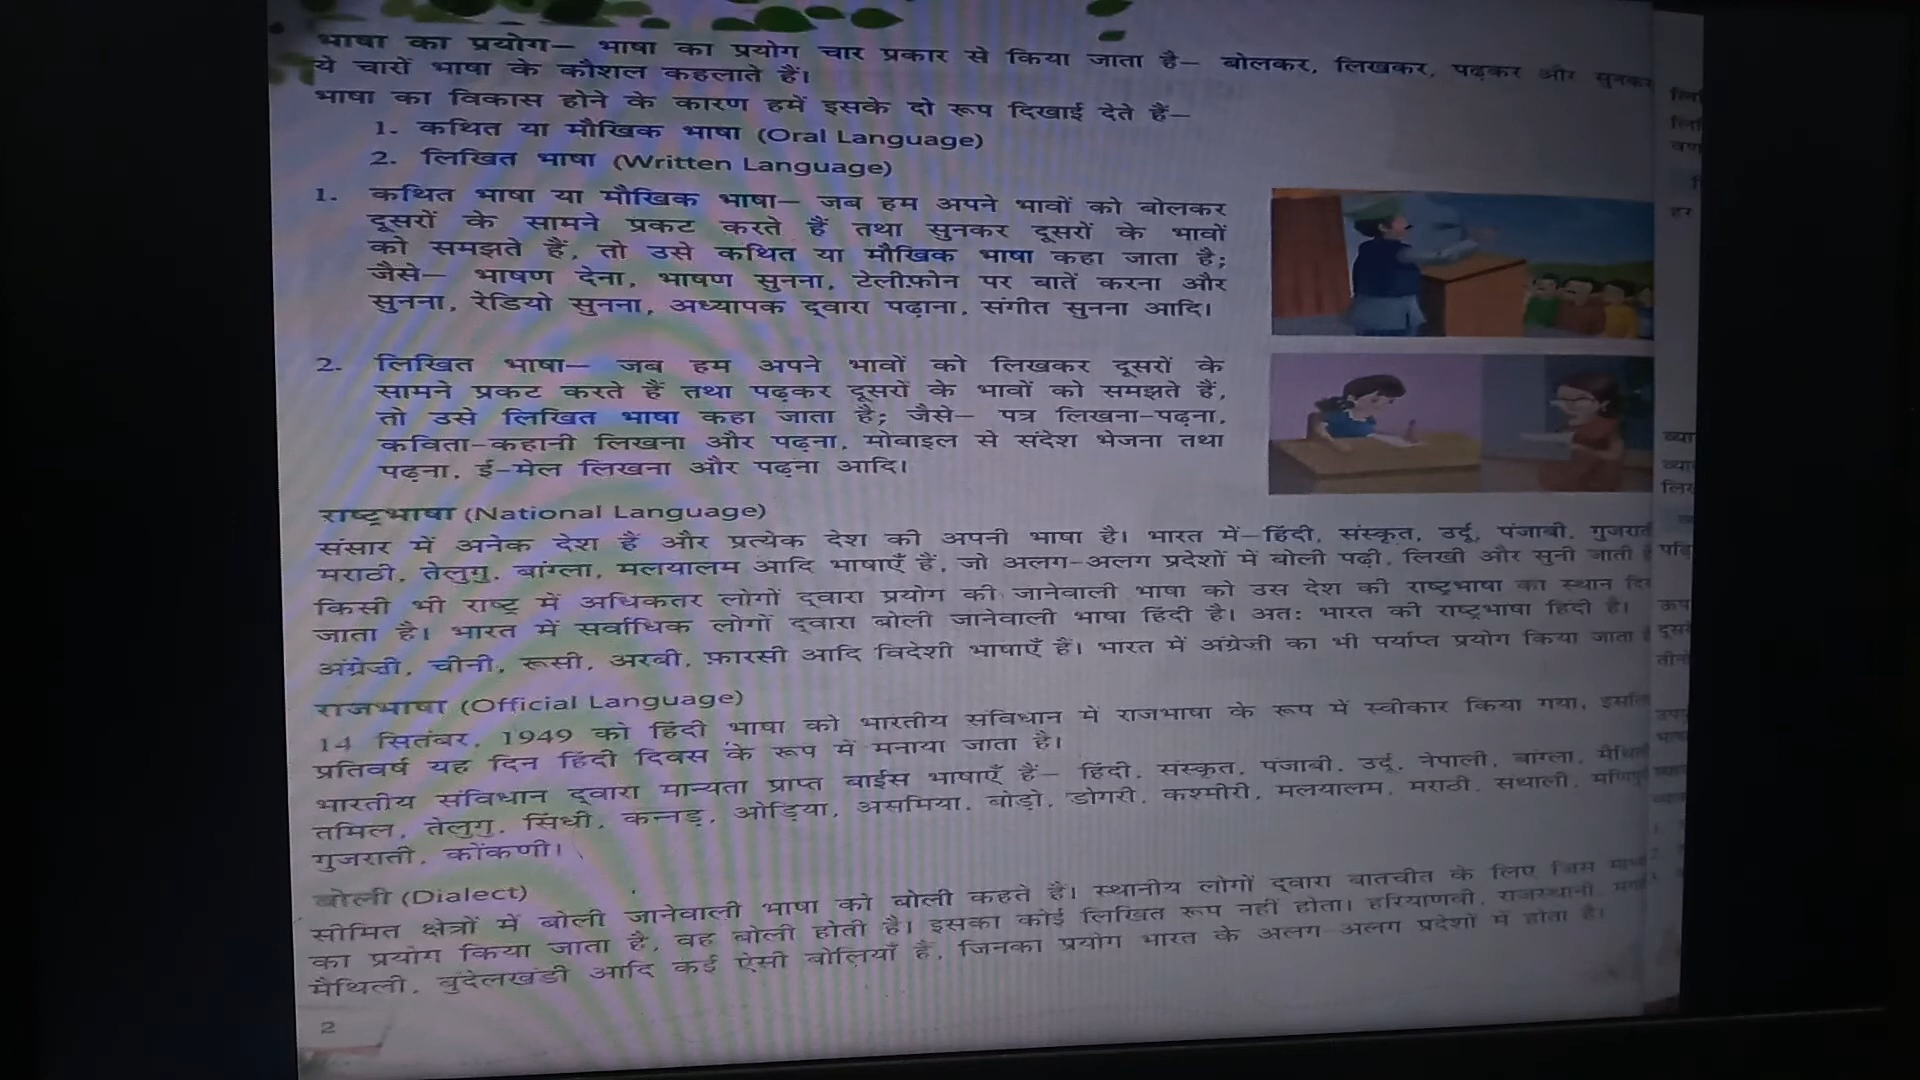 भाषा का प्रयोग– भाषा का प्रयोग चार प्रकार से किया जाता है– बोलकर, लिखकर, पढ़कर और सुनकर
ये चारों भाषा के कौशल कहलाते हैं।
भाषा का विकास होने के कारण हमें इसके दो रूप दिखाई देते हैं–
1. कथित या मौखिक भाषा (Oral Language)
2. लिखित भाषा (Written Language)
1. कथित भाषा या मौखिक भाषा– जब हम अपने भावों को बोलकर
दूसरों के सामने प्रकट करते हैं तथा सुनकर दूसरों के भावों
को समझते हैं, तो उसे कथित या मौखिक भाषा कहा जाता है;
जैसे– भाषण देना, भाषण सुनना, टेलीफ़ोन पर बातें करना और
सुनना, रेडियो सुनना, अध्यापक द्वारा पढ़ाना, संगीत सुनना आदि।
2. लिखित भाषा– जब हम अपने भावों को लिखकर दूसरों के
सामने प्रकट करते हैं तथा पढ़कर दूसरों के भावों को समझते हैं,
तो उसे लिखित भाषा कहा जाता है; जैसे– पत्र लिखना-पढ़ना,
कविता-कहानी लिखना और पढ़ना, मोबाइल से संदेश भेजना तथा
पढ़ना, ई-मेल लिखना और पढ़ना आदि।
राष्ट्रभाषा (National Language)
संसार में अनेक देश हैं और प्रत्येक देश की अपनी भाषा है। भारत में–हिंदी, संस्कृत, उर्दू, पंजाबी,
मराठी, तेलुगु, बांग्ला, मलयालम आदि भाषाएँ हैं, जो अलग-अलग प्रदेशों में बोली पढ़ी, लिखी और सुनी जाती
किसी भी राष्ट्र में अधिकतर लोगों द्वारा प्रयोग की जानेवाली भाषा को उस देश की राष्ट्रभाषा का स्थान
जाता है। भारत में सर्वाधिक लोगों द्वारा बोली जानेवाली भाषा हिंदी है। अतः भारत की राष्ट्रभाषा हिंदी है।
अंग्रेज़ी, चीनी, रूसी, अरबी, फ़ारसी आदि विदेशी भाषाएँ हैं। भारत में अंग्रेज़ी का भी पर्याप्त प्रयोग किया जाता
राजभाषा (Official Language)
14 सितंबर, 1949 को हिंदी भाषा को भारतीय संविधान में राजभाषा के रूप में स्वीकार किया गया,
प्रतिवर्ष यह दिन हिंदी दिवस के रूप में मनाया जाता है।
भारतीय संविधान द्वारा मान्यता प्राप्त बाईस भाषाएँ हैं– हिंदी, संस्कृत, पंजाबी, उर्दू, नेपाली, बांग्ला,
तमिल, तेलुगु, सिंधी, कन्नड़, ओड़िया, असमिया, बोड़ो, डोगरी, कश्मीरी, मलयालम, मराठी, संथाली,
गुजराती, कोंकणी।
बोली (Dialect)
सीमित क्षेत्रों में बोली जानेवाली भाषा को बोली कहते हैं। स्थानीय लोगों द्वारा बातचीत के लिए जिस
का प्रयोग किया जाता है, वह बोली होती है। इसका कोई लिखित रूप नहीं होता। हरियाणवी, राजस्थानी,
मैथिली, बुंदेलखंडी आदि कई ऐसी बोलियाँ हैं, जिनका प्रयोग भारत के अलग-अलग प्रदेशों में होता है।
2